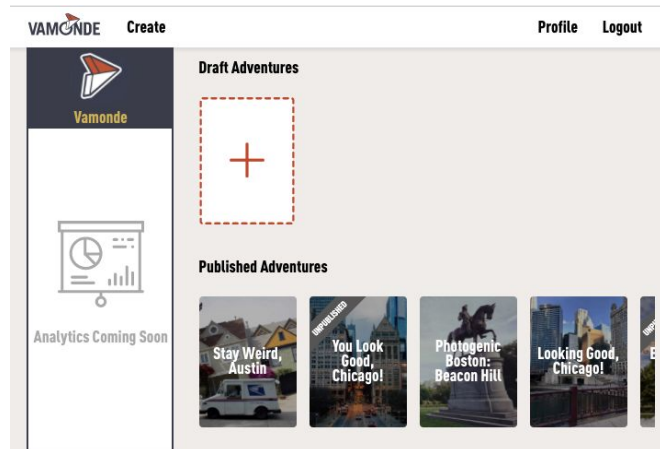 VAMONDE Create Profile Logout
Vamonde
Draft Adventures
Analytics Coming Soon
Published Adventures
Stay Weird,
Austin
UNPUBLISHED
You Look
Good,
Chicago!
Photogenic
Boston:
Beacon Hill
Looking Good,
Chicago!